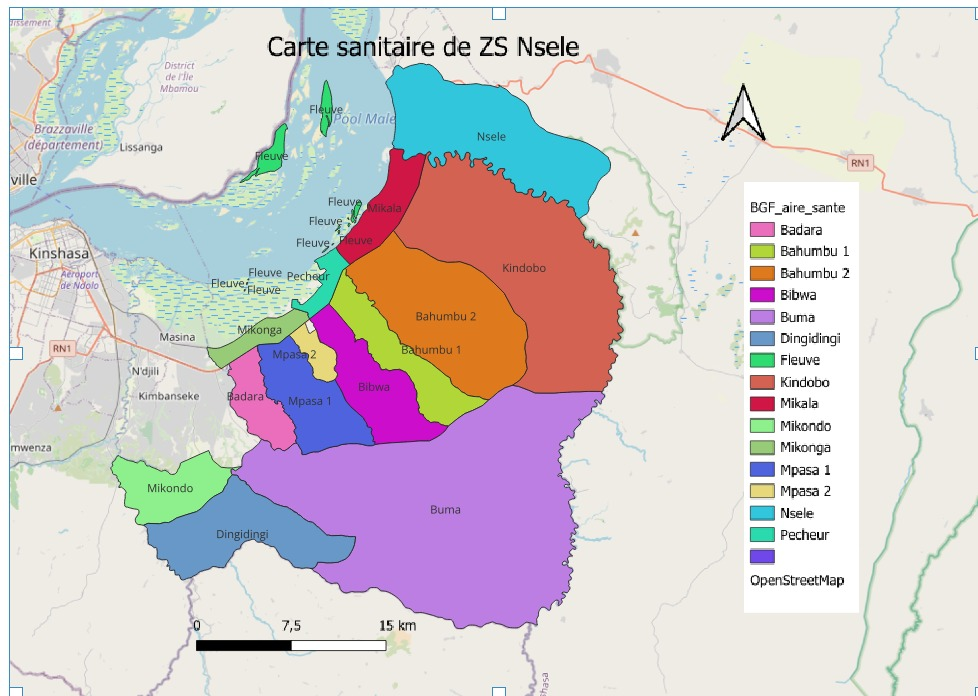 Carte sanitaire de ZS Nsele
District
de l'Île
Mbamou
Fleuve
Pool Male
Nsele
Brazzaville
(département)
Lissanga
Fleuve
RN1
ville
Fleuve
Mikala
Fleuve
Fleuve
Fleuve
Kinshasa
Aéroport
de Ndolo
Fleuve
Pecheur
Fleuve
Fleuve
Kindobo
Bahumbu 2
Mikonga
Masina
RN1
Mpasa 2
Bahumbu 1
N'djili
Kimbanseke
Badara
Mpasa 1
Bibwa
mwenza
Mikondo
Buma
Dingidingi
0
7,5
15 km
BGF_aire_sante
Badara
Bahumbu 1
Bahumbu 2
Bibwa
Buma
Dingidingi
Fleuve
Kindobo
Mikala
Mikondo
Mikonga
Mpasa 1
Mpasa 2
Nsele
Pecheur
OpenStreetMap